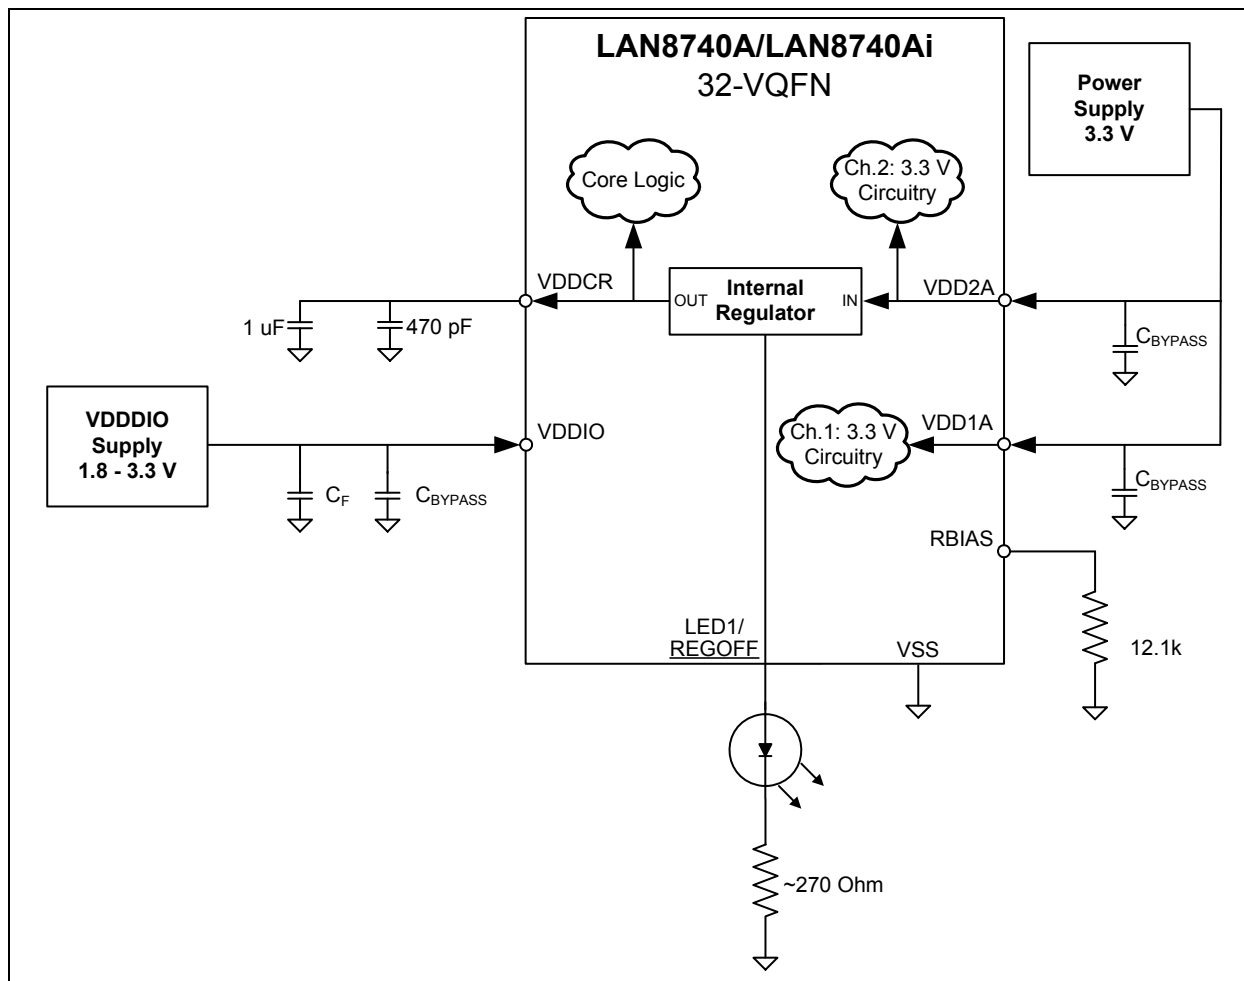 LAN8740A/LAN8740Ai
32-VQFN
Power
Supply
3.3 V
Core Logic
Ch.2: 3.3 V
Circuitry
VDDCR
OUT
Internal
Regulator
IN
VDD2A
1 uF
470 pF
CBYPASS
VDDDIO
Supply
1.8 - 3.3 V
VDDIO
CF
CBYPASS
Ch.1: 3.3 V
Circuitry
VDD1A
CBYPASS
RBIAS
12.1k
LED1/
REGOFF
VSS
~270 Ohm